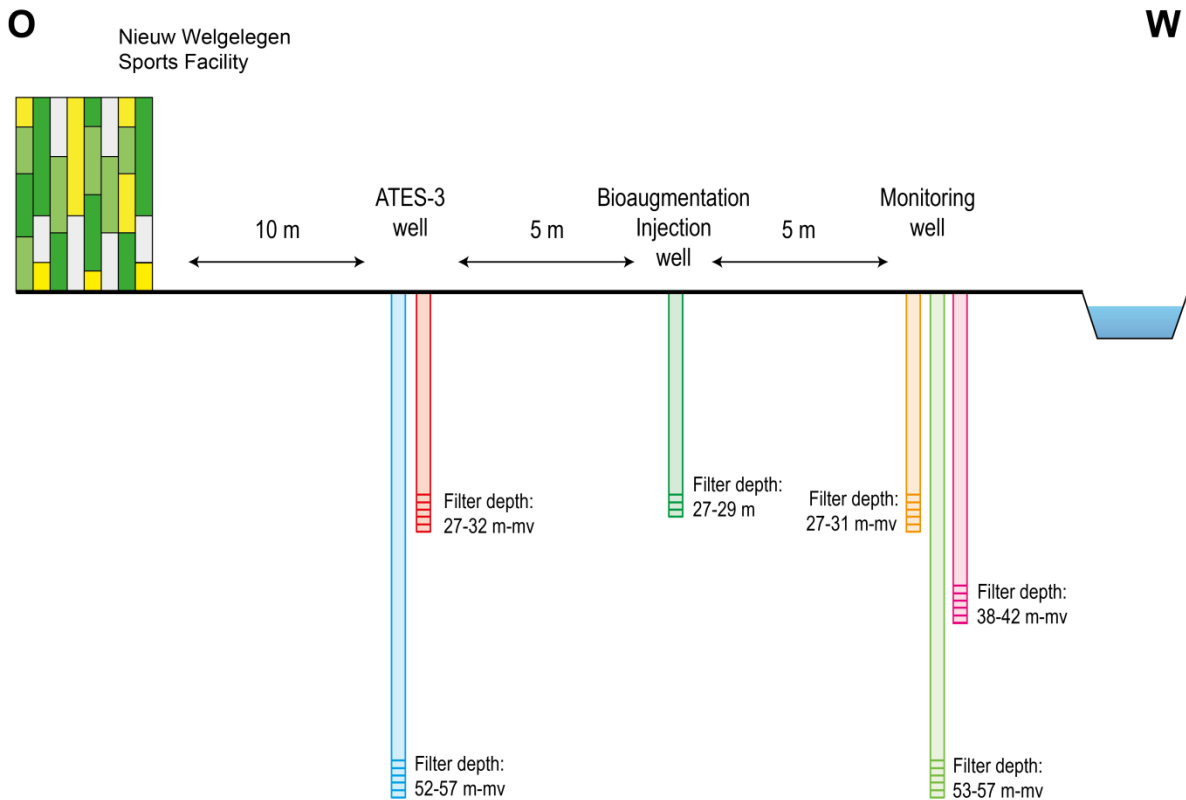 O
W
Nieuw Welgelegen
Sports Facility
10 m
ATES-3
well
5 m
Bioaugmentation
Injection
well
5 m
Monitoring
well
Filter depth:
27-32 m-mv
Filter depth:
27-29 m
Filter depth:
27-31 m-mv
Filter depth:
38-42 m-mv
Filter depth:
52-57 m-mv
Filter depth:
53-57 m-mv